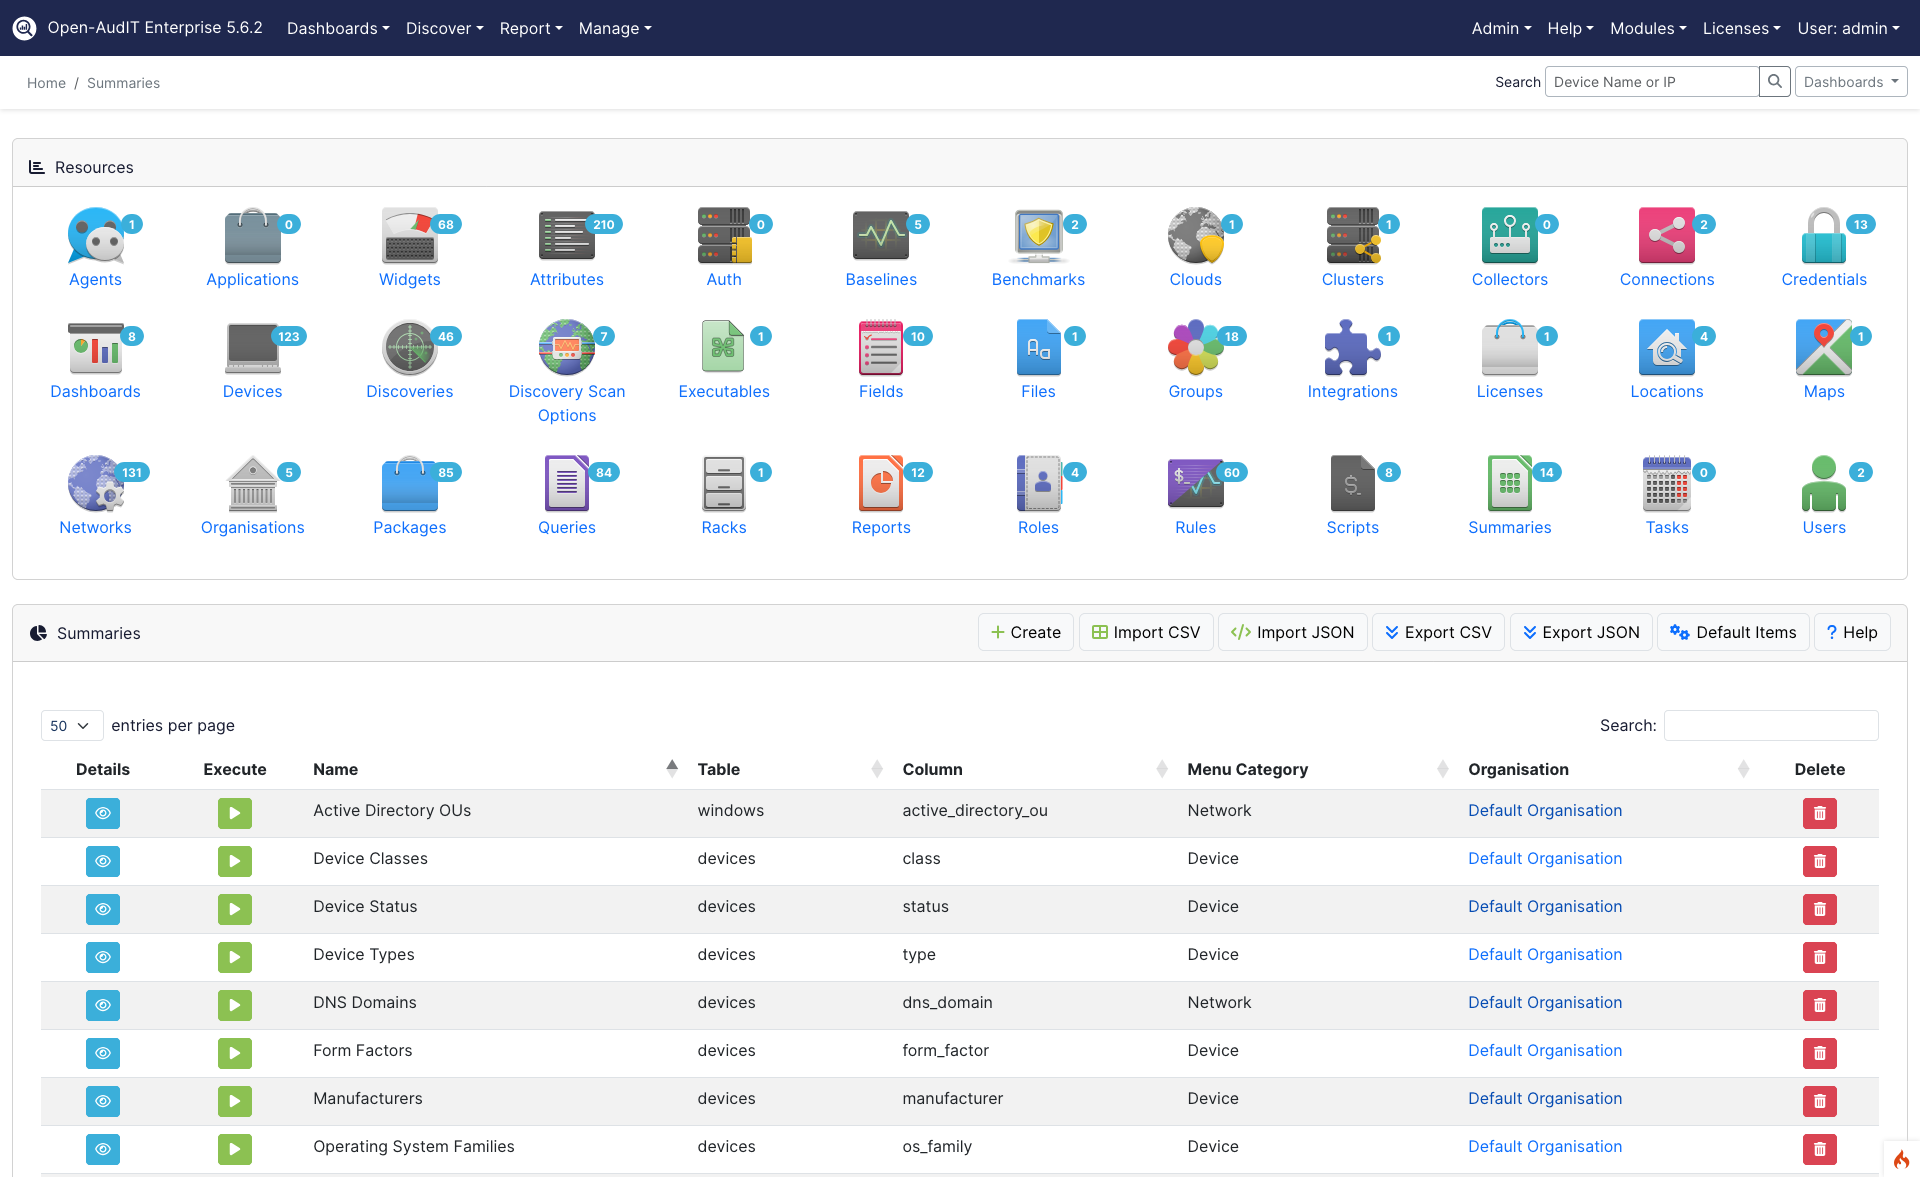 Open-AudIT Enterprise 5.6.2 Dashboards Discover Report Manage Admin Help Modules Licenses User: admin
Home / Summaries Search Device Name or IP Dashboards
Resources
1 0 68 210 0 5 2 1 1 0 2 13
Agents Applications Widgets Attributes Auth Baselines Benchmarks Clouds Clusters Collectors Connections Credentials
8 123 46 7 1 10 1 18 1 1 4 1
Dashboards Devices Discoveries Discovery Scan Options Executables Fields Files Groups Integrations Licenses Locations Maps
131 5 85 84 1 12 4 60 8 14 0 2
Networks Organisations Packages Queries Racks Reports Roles Rules Scripts Summaries Tasks Users
Summaries Create Import CSV Import JSON Export CSV Export JSON Default Items ? Help
50 entries per page Search:
Details Execute Name Table Column Menu Category Organisation Delete
Active Directory OUs windows active_directory_ou Network Default Organisation
Device Classes devices class Device Default Organisation
Device Status devices status Device Default Organisation
Device Types devices type Device Default Organisation
DNS Domains devices dns_domain Network Default Organisation
Form Factors devices form_factor Device Default Organisation
Manufacturers devices manufacturer Device Default Organisation
Operating System Families devices os_family Device Default Organisation